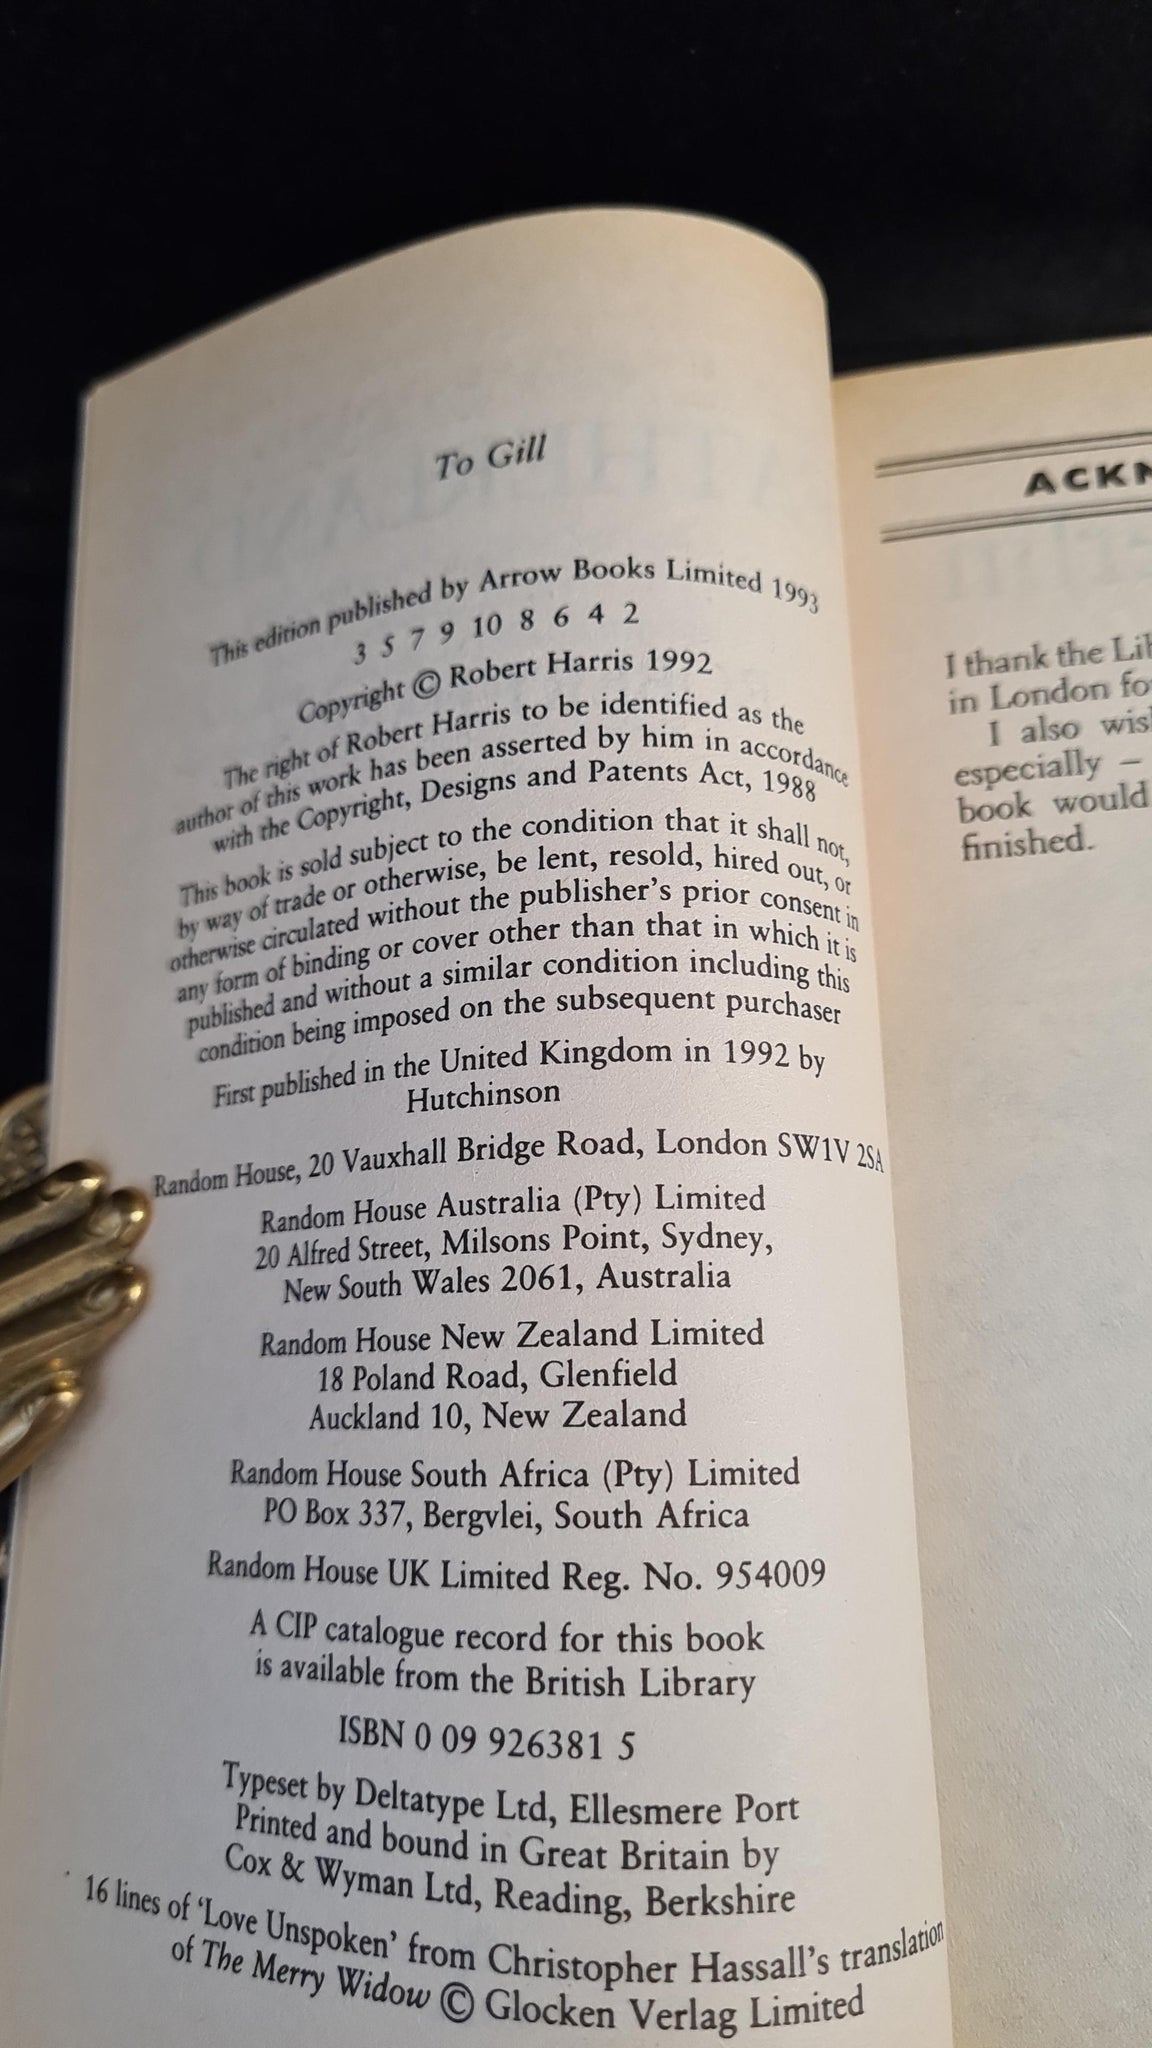 To Gill
This edition published by Arrow Books Limited 1993
3 5 7 9 10 8 6 4 2
Copyright © Robert Harris 1992
The right of Robert Harris to be identified as the
author of this work has been asserted by him in accordance
with the Copyright, Designs and Patents Act, 1988
This book is sold subject to the condition that it shall not,
by way of trade or otherwise, be lent, resold, hired out, or
otherwise circulated without the publisher's prior consent in
any form of binding or cover other than that in which it is
published and without a similar condition including this
condition being imposed on the subsequent purchaser
First published in the United Kingdom in 1992 by
Hutchinson
Random House, 20 Vauxhall Bridge Road, London SW1V 2SA
Random House Australia (Pty) Limited
20 Alfred Street, Milsons Point, Sydney,
New South Wales 2061, Australia
Random House New Zealand Limited
18 Poland Road, Glenfield
Auckland 10, New Zealand
Random House South Africa (Pty) Limited
PO Box 337, Bergvlei, South Africa
Random House UK Limited Reg. No. 954009
A CIP catalogue record for this book
is available from the British Library
ISBN 0 09 926381 5
Typeset by Deltatype Ltd, Ellesmere Port
Printed and bound in Great Britain by
Cox & Wyman Ltd, Reading, Berkshire
16 lines of 'Love Unspoken' from Christopher Hassall's translation
of The Merry Widow © Glocken Verlag Limited
ACKN
I thank the Lib
in London fo
I also wis
especially –
book would
finished.